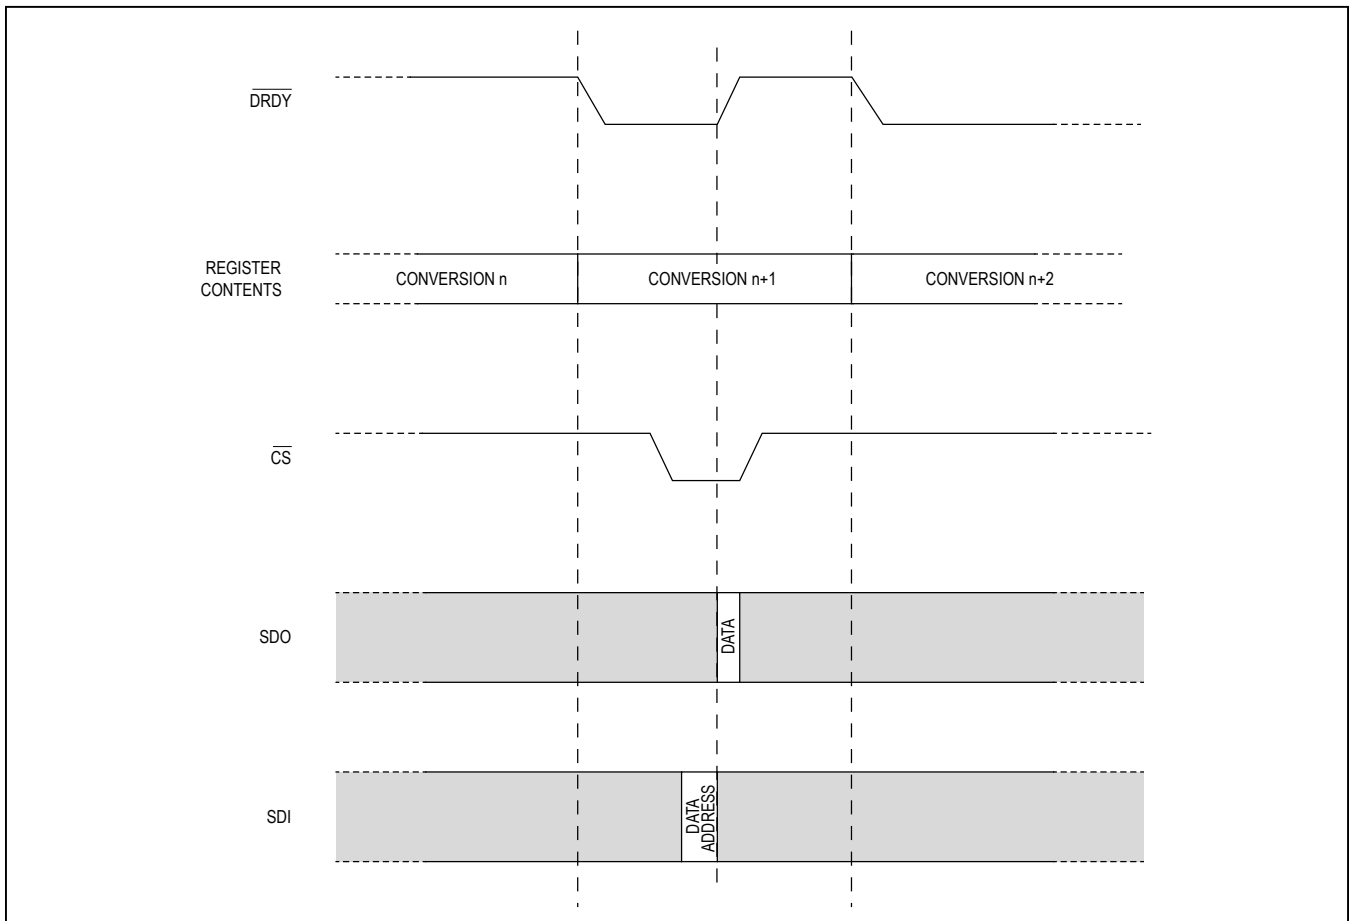 DRDY
REGISTER
CONTENTS
CONVERSION n
CONVERSION n+1
CONVERSION n+2
CS
SDO
DATA
SDI
DATA
ADDRESS